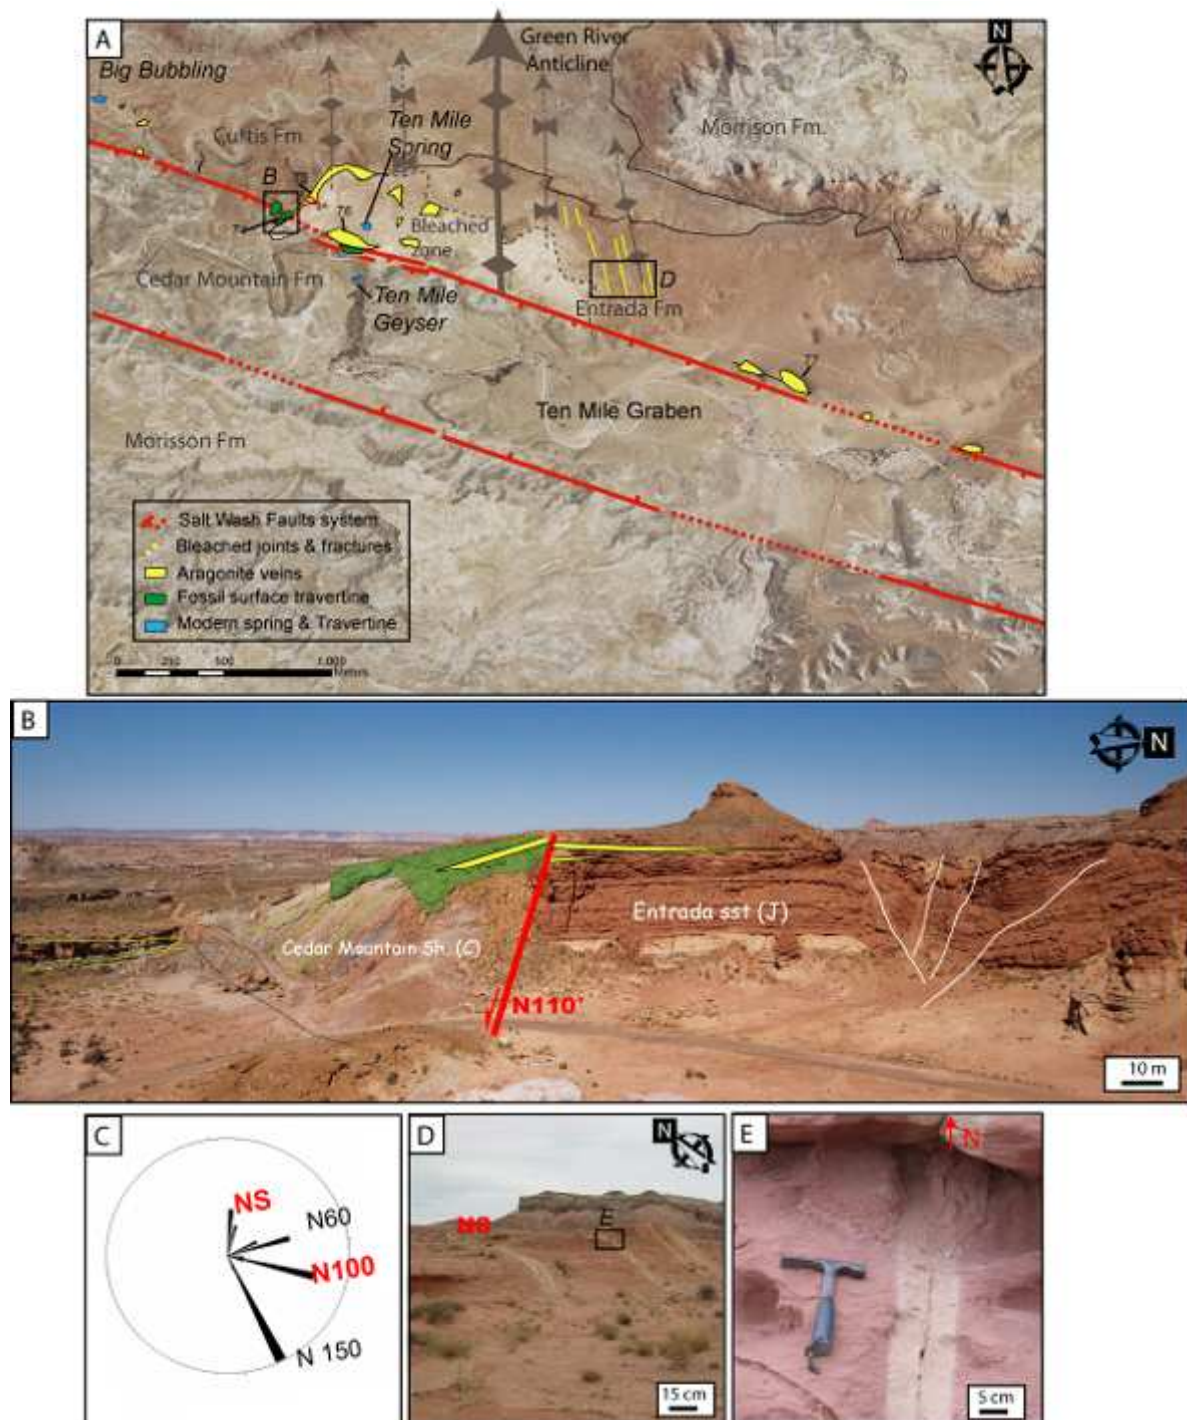 A
N
Green River
Anticline
Big Bubbling
Ten Mile
Spring
Morrison Fm.
Curtis Fm
B
T6
Bleached
zone
D
Cedar Mountain Fm
Ten Mile
Geyser
Entrada Fm
T7
Ten Mile Graben
Morisson Fm
Salt Wash Faults system
Bleached joints & fractures
Aragonite veins
Fossil surface travertine
Modern spring & Travertine
0 250 500 1 000
Meters
B
N
Entrada sst (J)
Cedar Mountain Sh. (C)
N110°
10 m
C
NS
N60
N100
N 150
D
N
NS
E
15 cm
E
N
5 cm